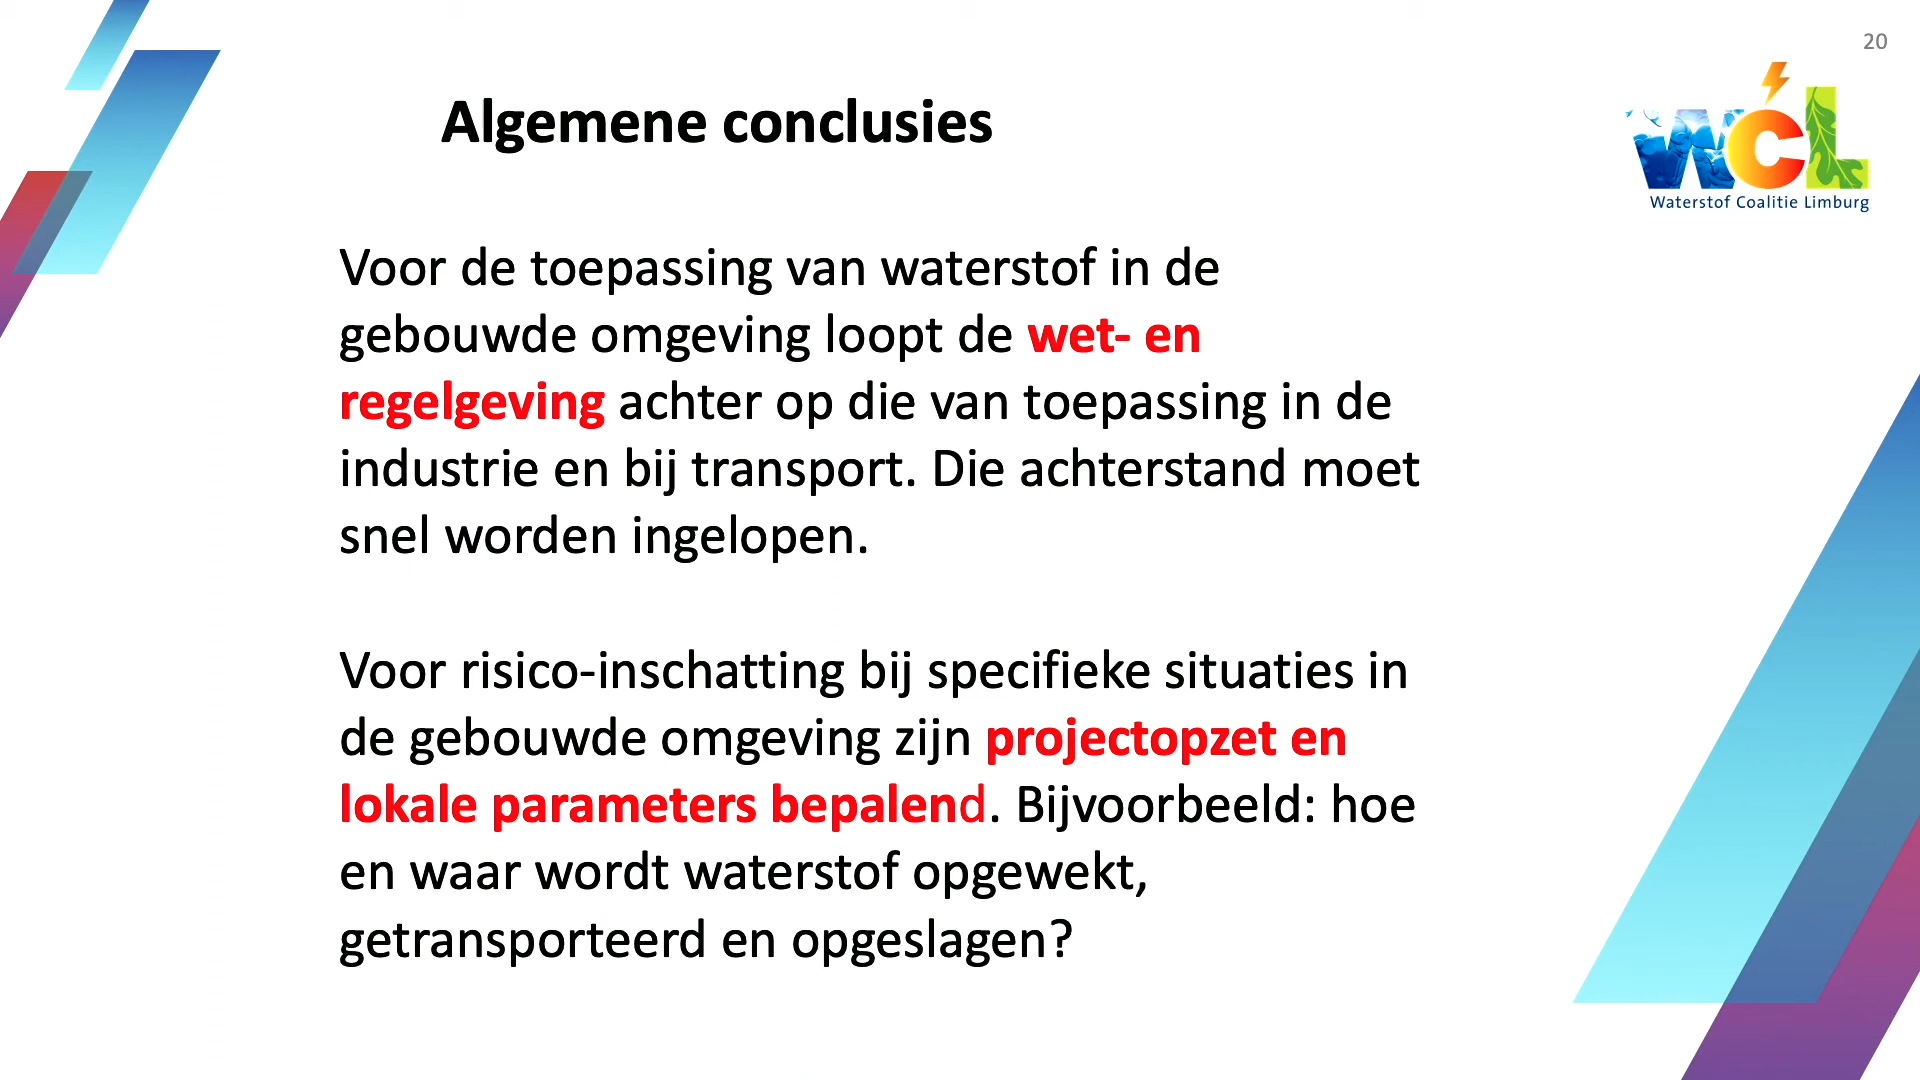 20
WCL
Waterstof Coalitie Limburg
Algemene conclusies
Voor de toepassing van waterstof in de
gebouwde omgeving loopt de wet- en
regelgeving achter op die van toepassing in de
industrie en bij transport. Die achterstand moet
snel worden ingelopen.
Voor risico-inschatting bij specifieke situaties in
de gebouwde omgeving zijn projectopzet en
lokale parameters bepalend. Bijvoorbeeld: hoe
en waar wordt waterstof opgewekt,
getransporteerd en opgeslagen?